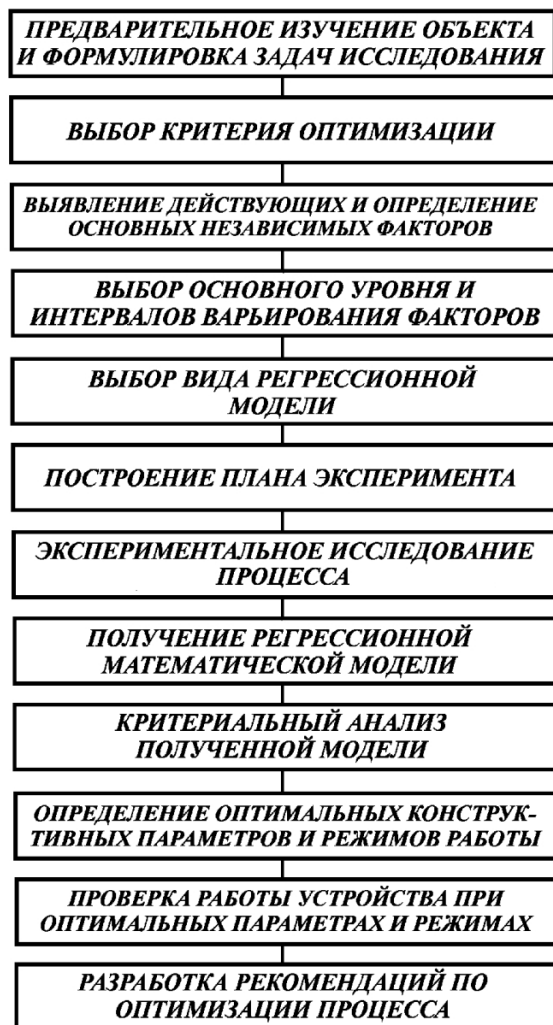 ПРЕДВАРИТЕЛЬНОЕ ИЗУЧЕНИЕ ОБЪЕКТА
И ФОРМУЛИРОВКА ЗАДАЧ ИССЛЕДОВАНИЯ
ВЫБОР КРИТЕРИЯ ОПТИМИЗАЦИИ
ВЫЯВЛЕНИЕ ДЕЙСТВУЮЩИХ И ОПРЕДЕЛЕНИЕ
ОСНОВНЫХ НЕЗАВИСИМЫХ ФАКТОРОВ
ВЫБОР ОСНОВНОГО УРОВНЯ И
ИНТЕРВАЛОВ ВАРЬИРОВАНИЯ ФАКТОРОВ
ВЫБОР ВИДА РЕГРЕССИОННОЙ
МОДЕЛИ
ПОСТРОЕНИЕ ПЛАНА ЭКСПЕРИМЕНТА
ЭКСПЕРИМЕНТАЛЬНОЕ ИССЛЕДОВАНИЕ
ПРОЦЕССА
ПОЛУЧЕНИЕ РЕГРЕССИОННОЙ
МАТЕМАТИЧЕСКОЙ МОДЕЛИ
КРИТЕРИАЛЬНЫЙ АНАЛИЗ
ПОЛУЧЕННОЙ МОДЕЛИ
ОПРЕДЕЛЕНИЕ ОПТИМАЛЬНЫХ КОНСТРУК-
ТИВНЫХ ПАРАМЕТРОВ И РЕЖИМОВ РАБОТЫ
ПРОВЕРКА РАБОТЫ УСТРОЙСТВА ПРИ
ОПТИМАЛЬНЫХ ПАРАМЕТРАХ И РЕЖИМАХ
РАЗРАБОТКА РЕКОМЕНДАЦИЙ ПО
ОПТИМИЗАЦИИ ПРОЦЕССА